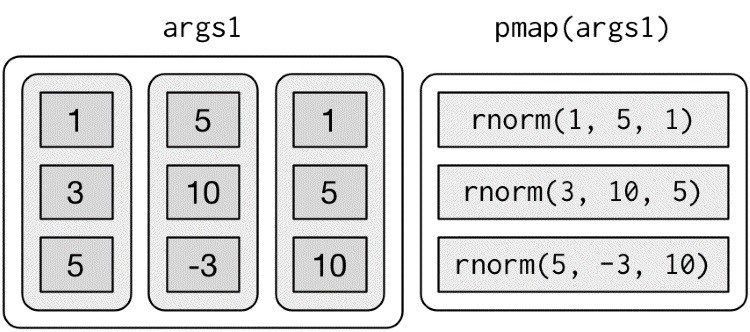 args1 pmap(args1)
1 5 1 rnorm(1, 5, 1)
3 10 5 rnorm(3, 10, 5)
5 -3 10 rnorm(5, -3, 10)